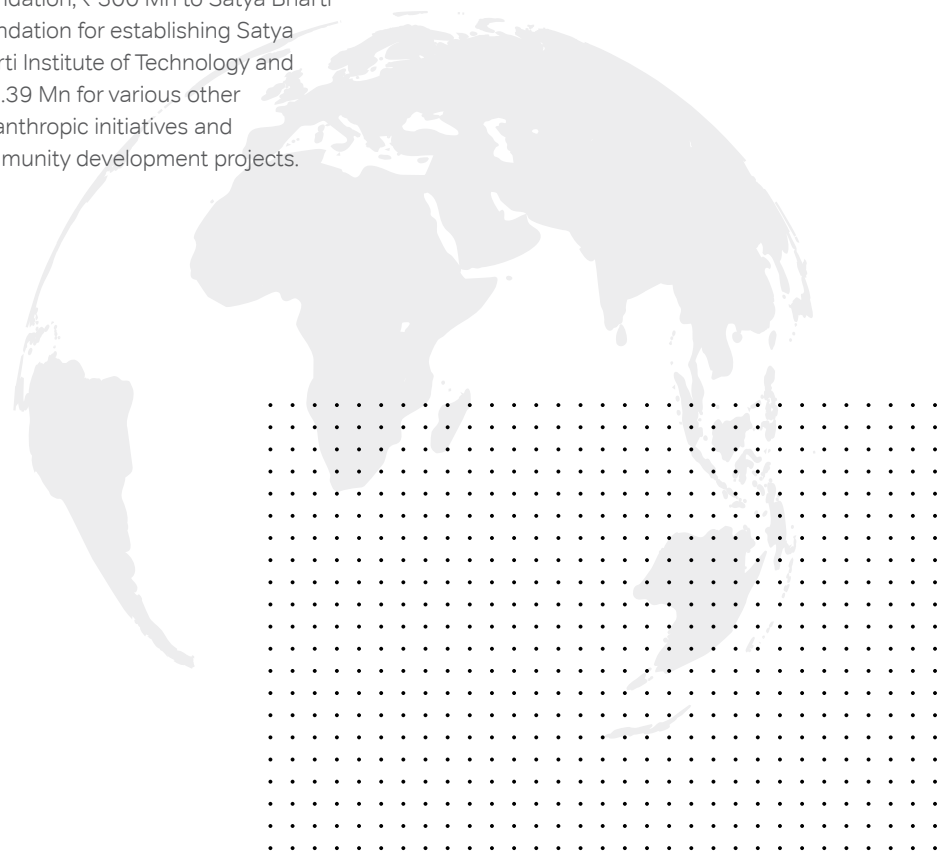 ndation, ₹ 300 Mn to Satya Bharti
ndation for establishing Satya
rti Institute of Technology and
.39 Mn for various other
anthropic initiatives and
munity development projects.